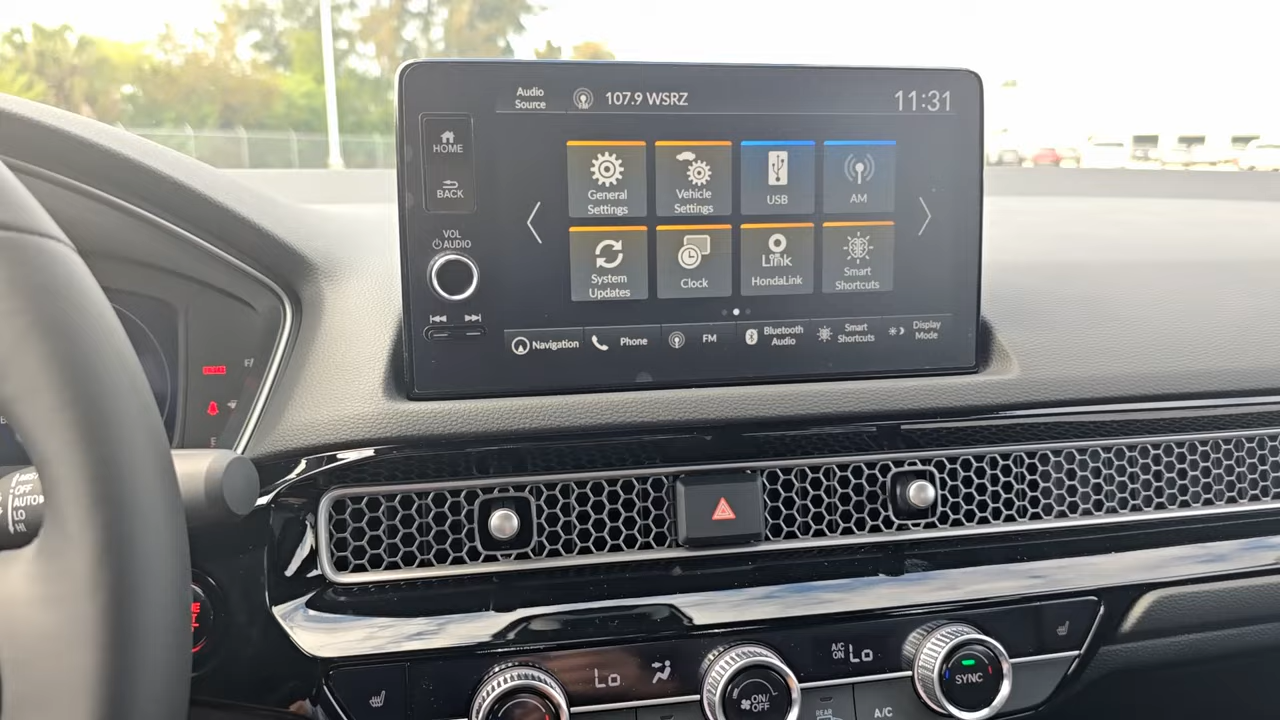 Audio
Source
107.9 WSRZ
11:31
HOME
BACK
VOL
AUDIO
General
Settings
Vehicle
Settings
USB
AM
System
Updates
Clock
Link
HondaLink
Smart
Shortcuts
Navigation
Phone
FM
Bluetooth
Audio
Smart
Shortcuts
Display
Mode
BRAKE
E
OFF
AUTO
LO
HI
Lo
A/C
ON
Lo
ON/
OFF
SYNC
REAR
A/C